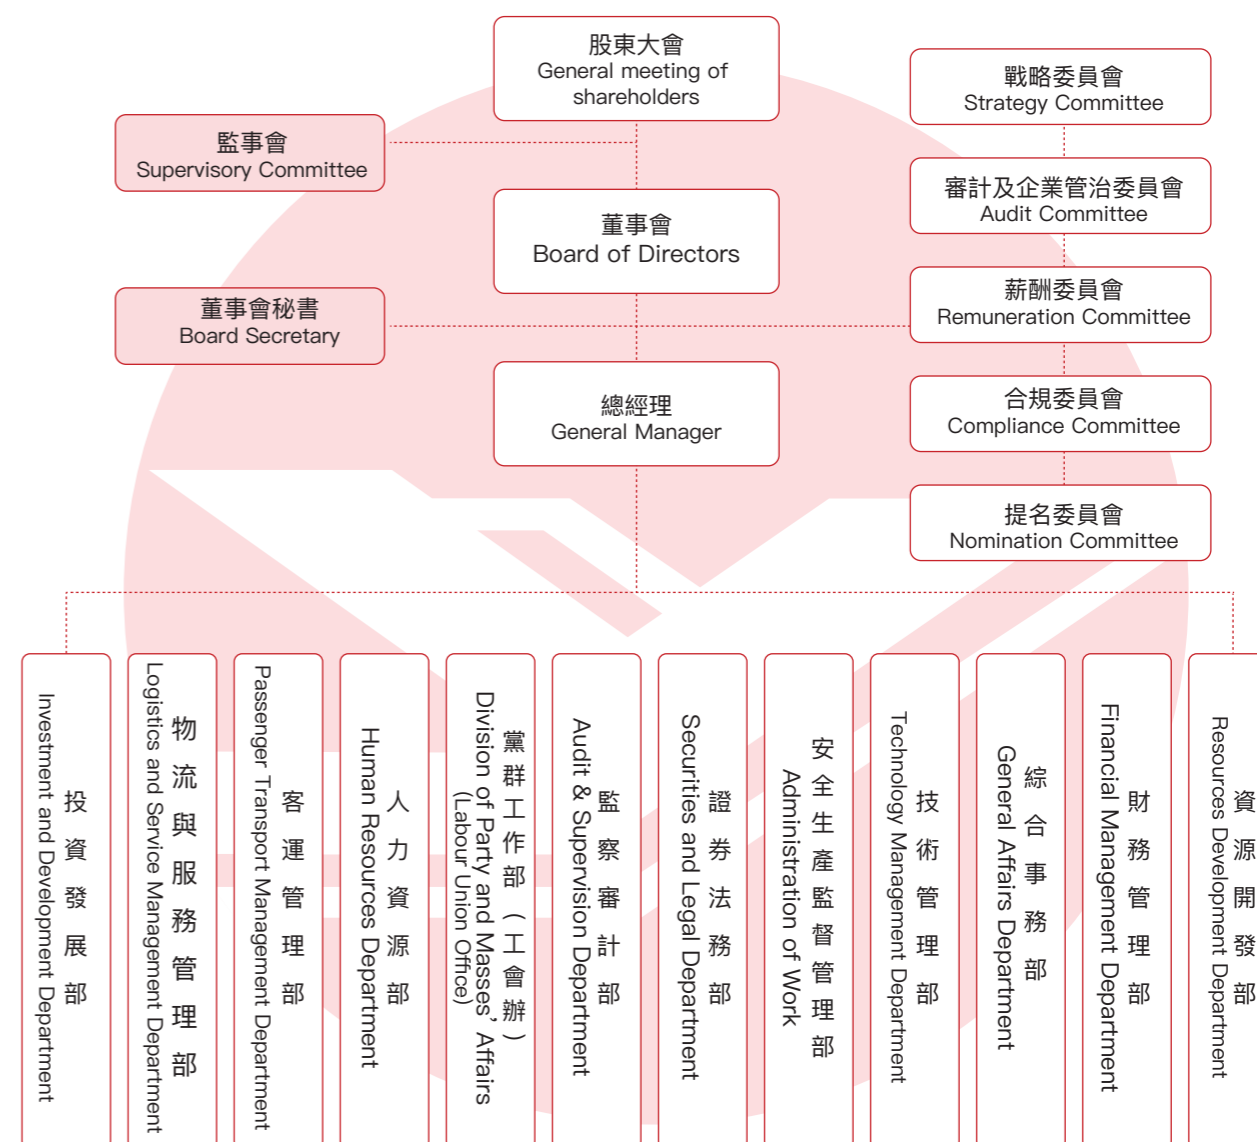 股東大會
General meeting of
shareholders
監事會
Supervisory Committee
董事會
Board of Directors
董事會秘書
Board Secretary
總經理
General Manager
戰略委員會
Strategy Committee
審計及企業管治委員會
Audit Committee
薪酬委員會
Remuneration Committee
合規委員會
Compliance Committee
提名委員會
Nomination Committee
投資發展部
Investment and Development Department
物流與服務管理部
Logistics and Service Management Department
客運管理部
Passenger Transport Management Department
人力資源部
Human Resources Department
黨群工作部（工會辦）
Division of Party and Masses’ Affairs
(Labour Union Office)
監察審計部
Audit & Supervision Department
證券法務部
Securities and Legal Department
安全生產監督管理部
Administration of Work
技術管理部
Technology Management Department
綜合事務部
General Affairs Department
財務管理部
Financial Management Department
資源開發部
Resources Development Department